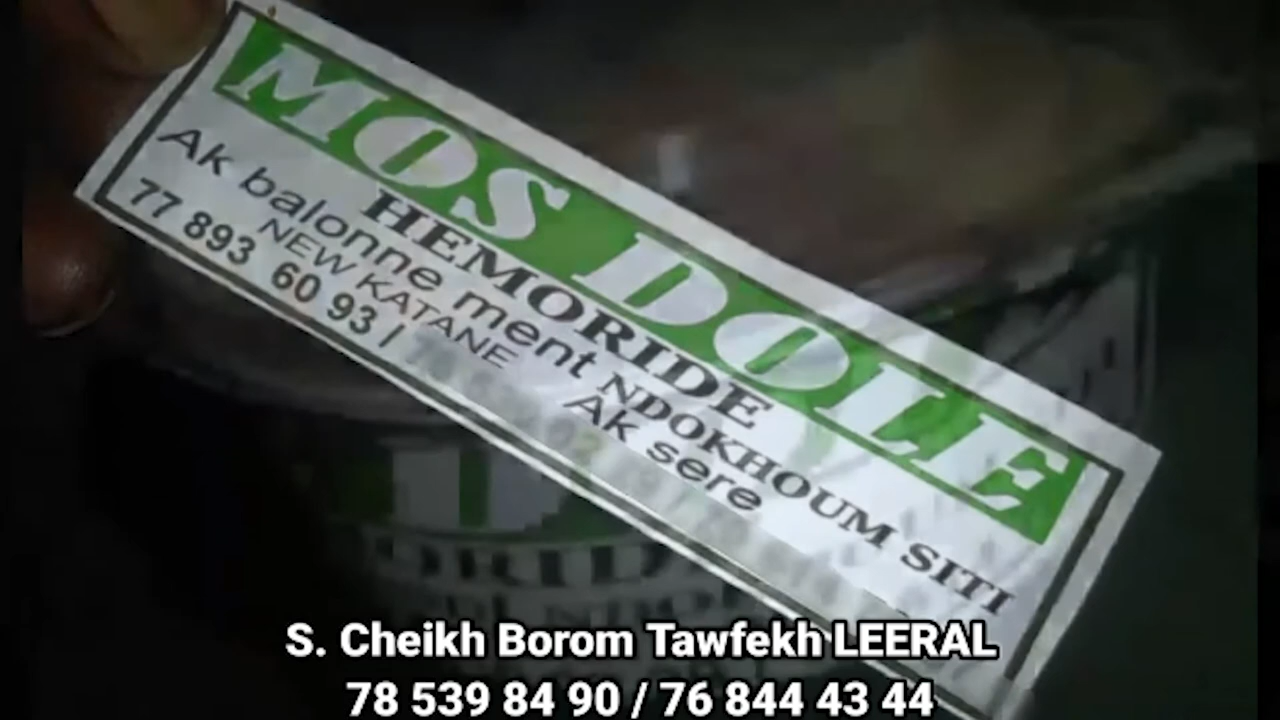 MOS DOLE
HEMORIDE
Ak balonne ment NDOKHOUM SITI
NEW KATANE Ak sere
77 893 60 93 /
S. Cheikh Borom Tawfekh LEERAL
78 539 84 90 / 76 844 43 44